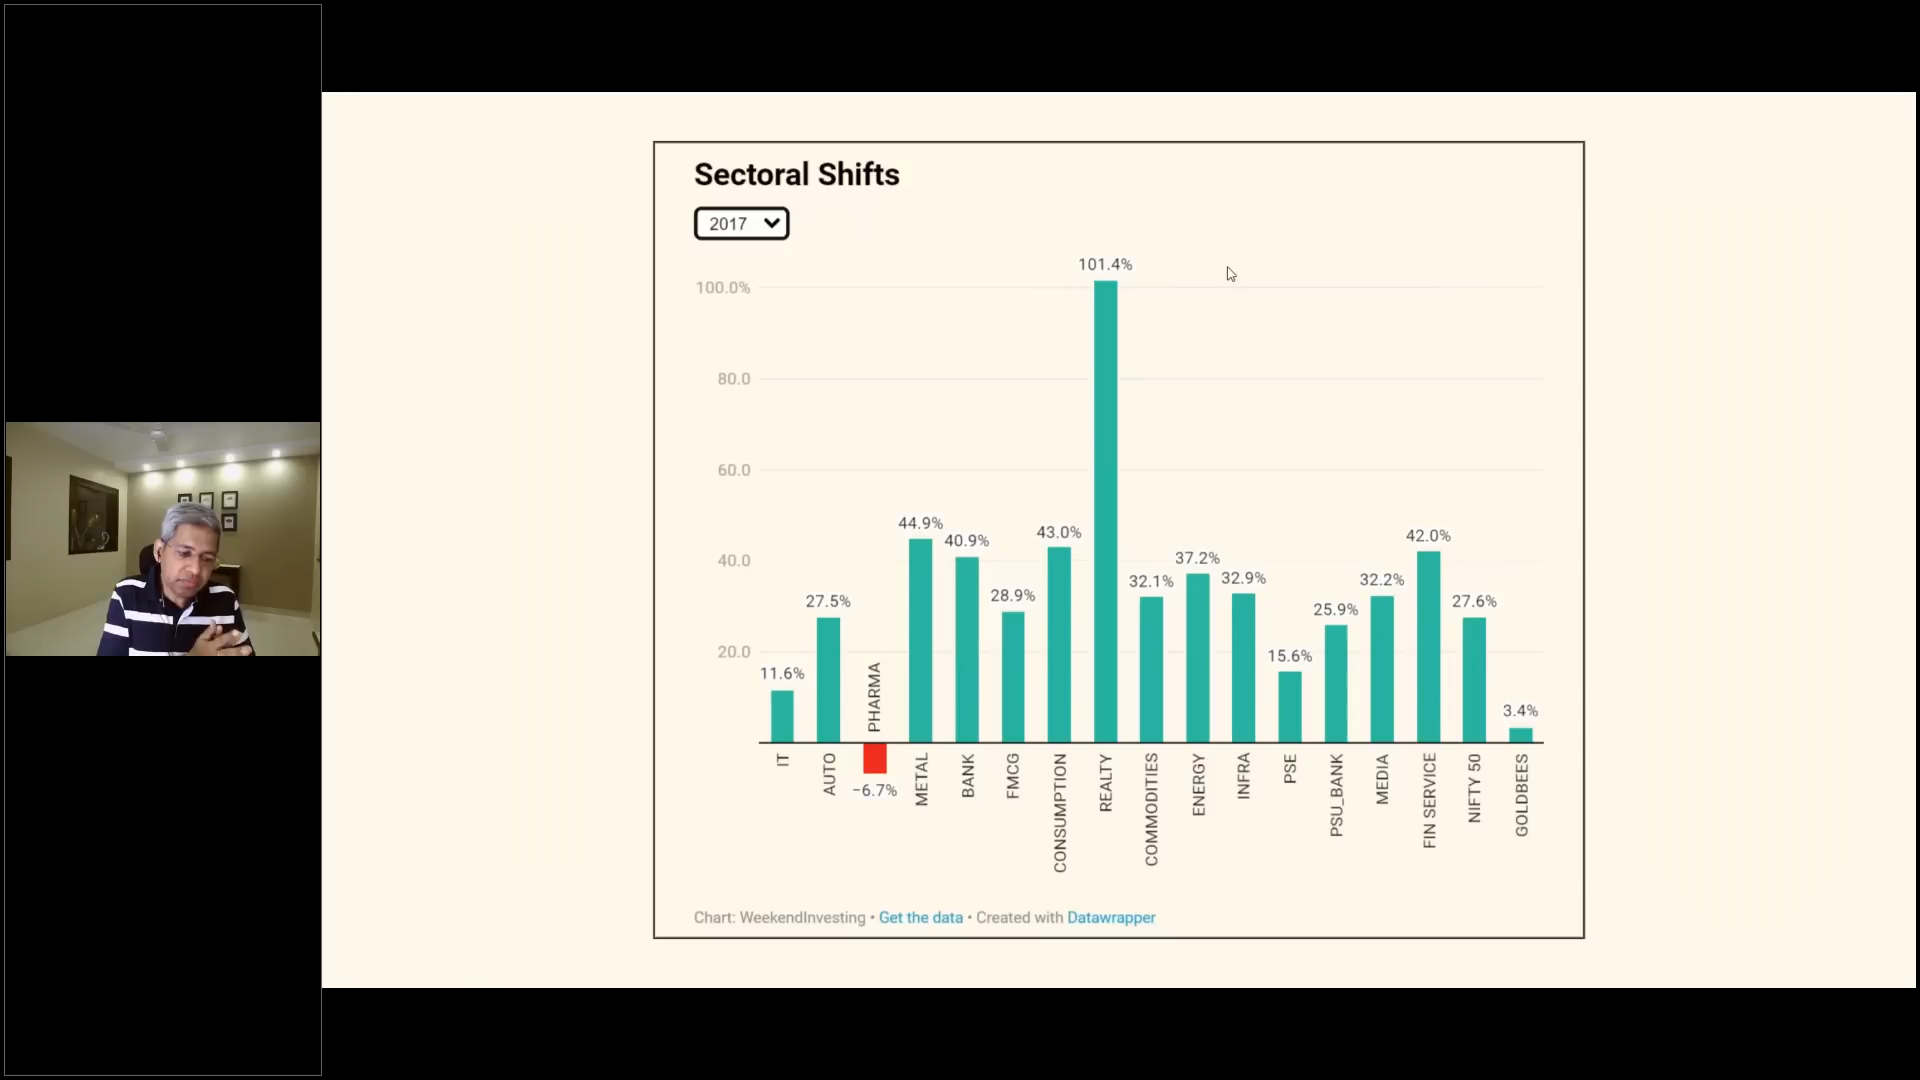 Sectoral Shifts
2017
101.4%
100.0%
80.0
60.0
44.9%
40.9%
43.0%
42.0%
40.0
37.2%
32.1%
32.9%
32.2%
28.9%
27.5%
27.6%
25.9%
20.0
15.6%
11.6%
3.4%
PHARMA
−6.7%
IT
AUTO
METAL
BANK
FMCG
CONSUMPTION
REALTY
COMMODITIES
ENERGY
INFRA
PSE
PSU_BANK
MEDIA
FIN SERVICE
NIFTY 50
GOLDBEES
Chart: WeekendInvesting • Get the data • Created with Datawrapper